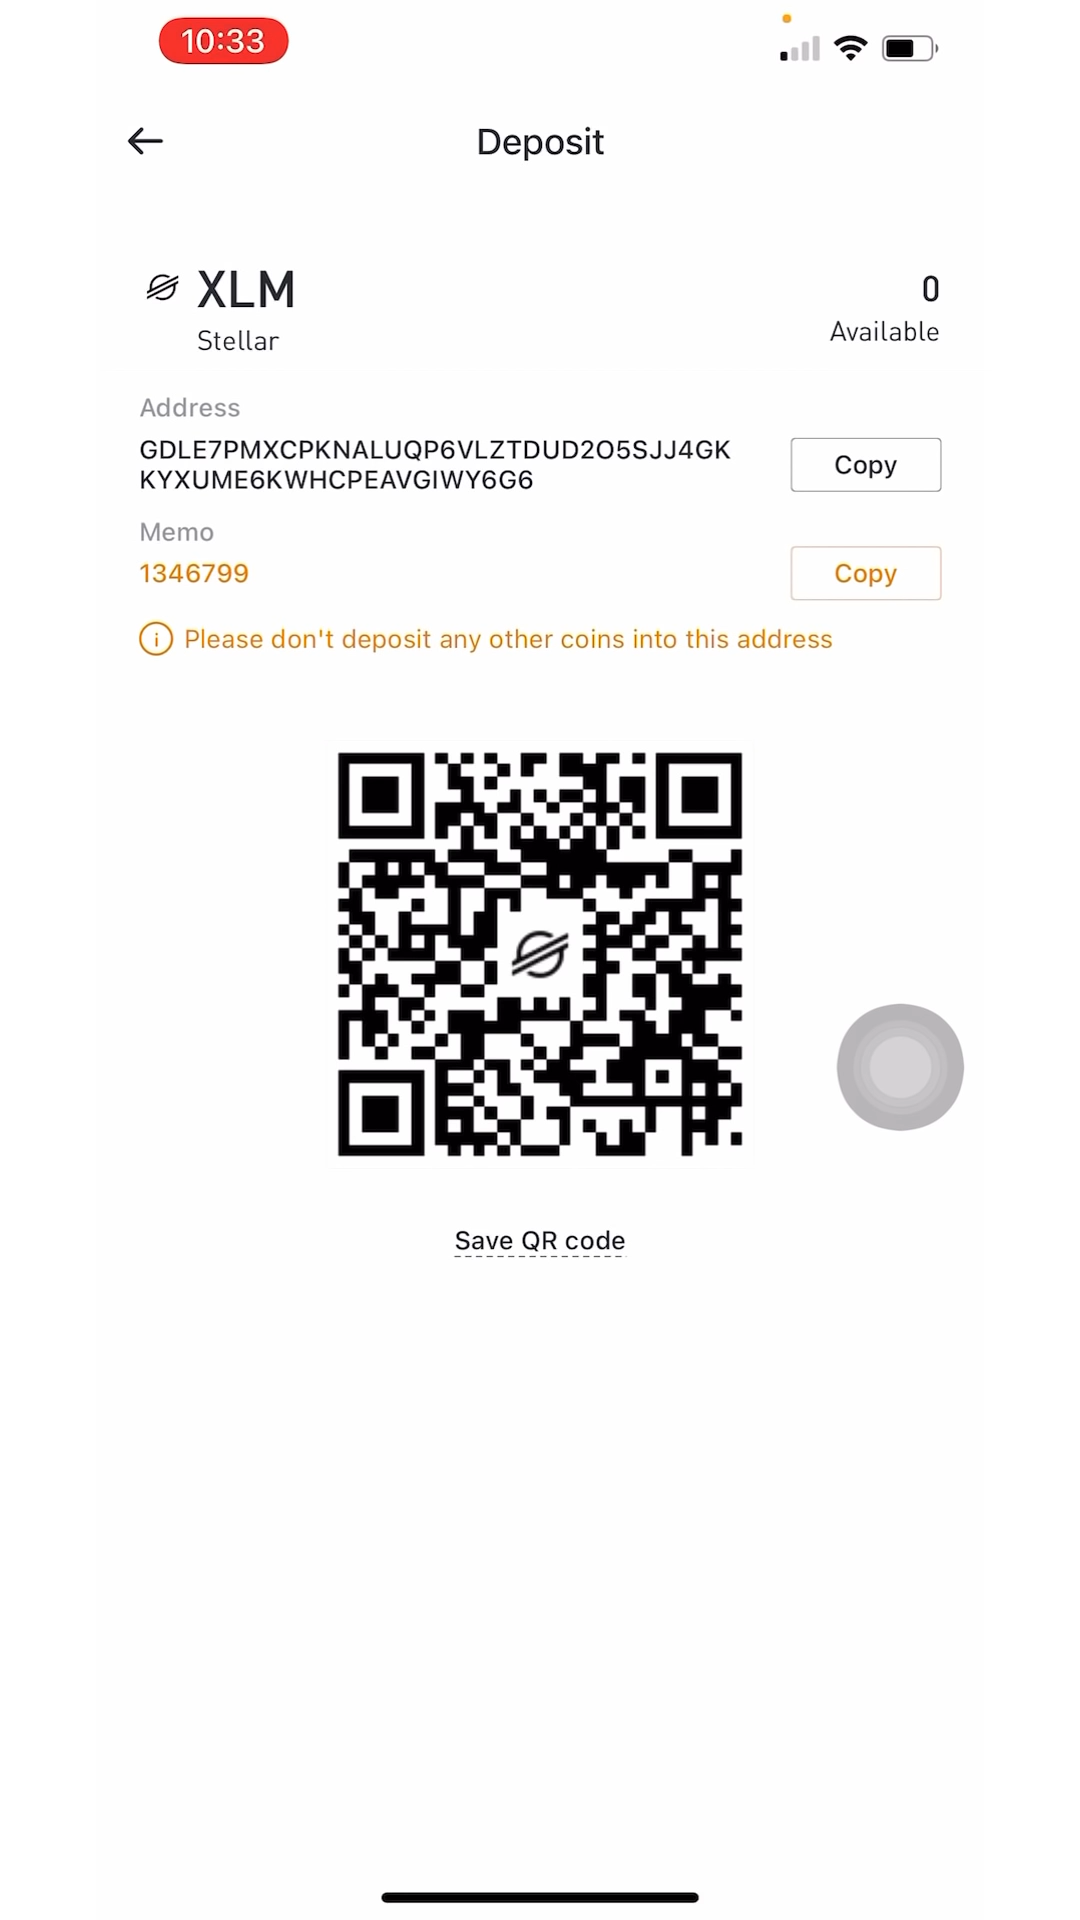 10:33
Deposit
XLM
0
Stellar
Available
Address
GDLE7PMXCPKNALUQP6VLZTDUD2O5SJJ4GK
KYXUME6KWHCPEAVGIWY6G6
Copy
Memo
1346799
Copy
Please don't deposit any other coins into this address
Save QR code